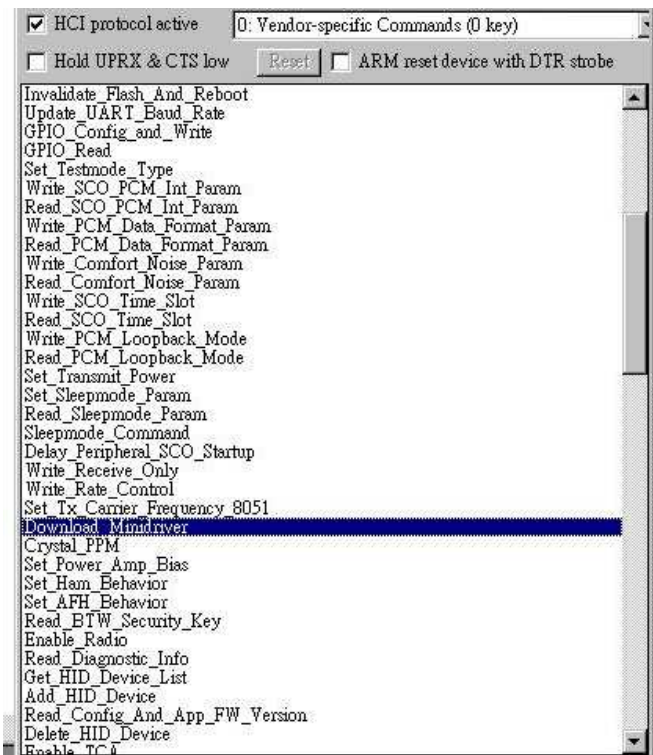 HCI protocol active 0: Vendor-specific Commands (0 key)
Hold UPRX & CTS low Reset ARM reset device with DTR strobe
Invalidate_Flash_And_Reboot
Update_UART_Baud_Rate
GPIO_Config_and_Write
GPIO_Read
Set_Testmode_Type
Write_SCO_PCM_Int_Param
Read_SCO_PCM_Int_Param
Write_PCM_Data_Format_Param
Read_PCM_Data_Format_Param
Write_Comfort_Noise_Param
Read_Comfort_Noise_Param
Write_SCO_Time_Slot
Read_SCO_Time_Slot
Write_PCM_Loopback_Mode
Read_PCM_Loopback_Mode
Set_Transmit_Power
Set_Sleepmode_Param
Read_Sleepmode_Param
Sleepmode_Command
Delay_Peripheral_SCO_Startup
Write_Receive_Only
Write_Rate_Control
Set_Tx_Carrier_Frequency_8051
Download_Minidriver
Crystal_PPM
Set_Power_Amp_Bias
Set_Ham_Behavior
Set_AFH_Behavior
Read_BTW_Security_Key
Enable_Radio
Read_Diagnostic_Info
Get_HID_Device_List
Add_HID_Device
Read_Config_And_App_FW_Version
Delete_HID_Device
Enable_TCA